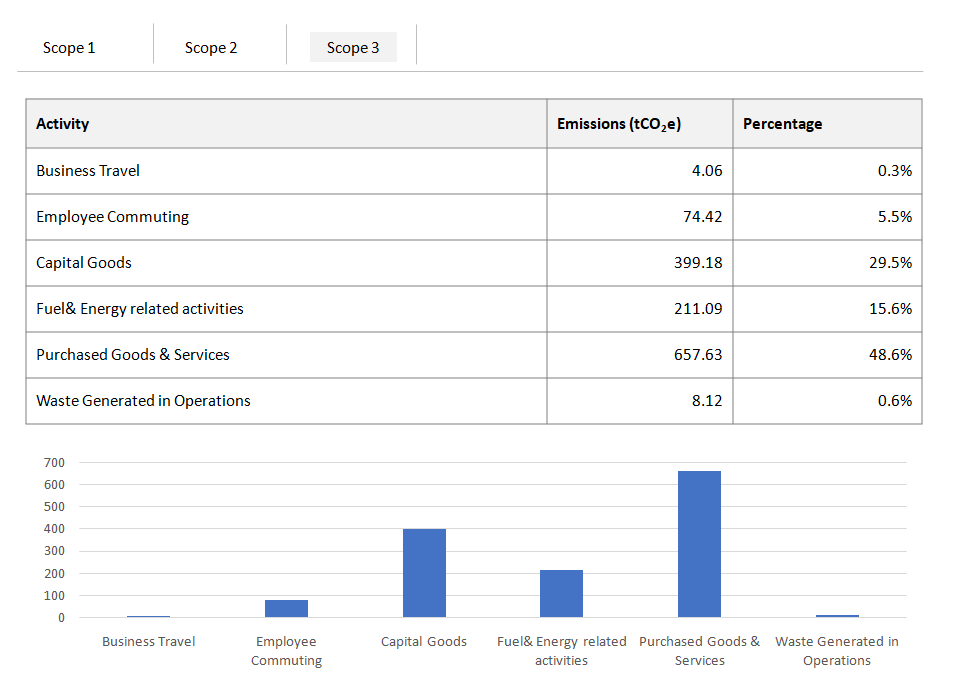 Scope 1 Scope 2 Scope 3
Activity Emissions (tCO₂e) Percentage
Business Travel 4.06 0.3%
Employee Commuting 74.42 5.5%
Capital Goods 399.18 29.5%
Fuel& Energy related activities 211.09 15.6%
Purchased Goods & Services 657.63 48.6%
Waste Generated in Operations 8.12 0.6%
700
600
500
400
300
200
100
0
Business Travel Employee Capital Goods Fuel& Energy related Purchased Goods & Waste Generated in
Commuting activities Services Operations